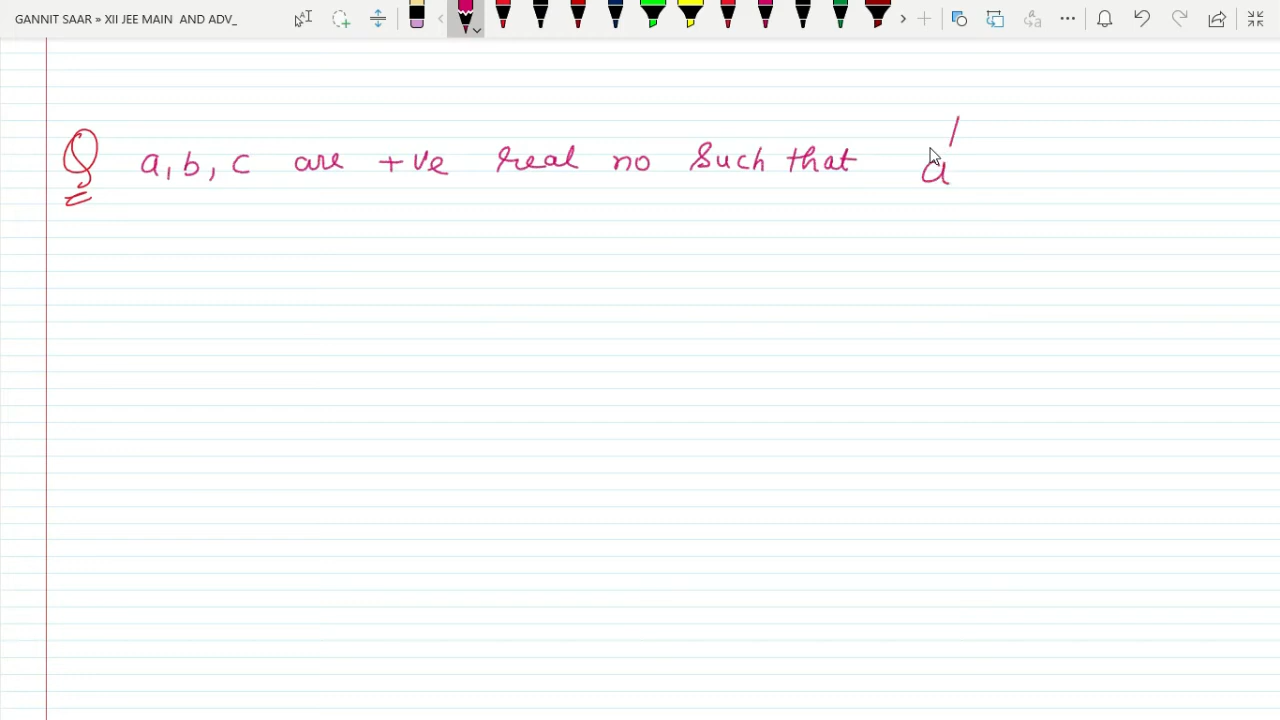 GANNIT SAAR » XII JEE MAIN AND ADV_
Q a, b, c are +ve real no such that a